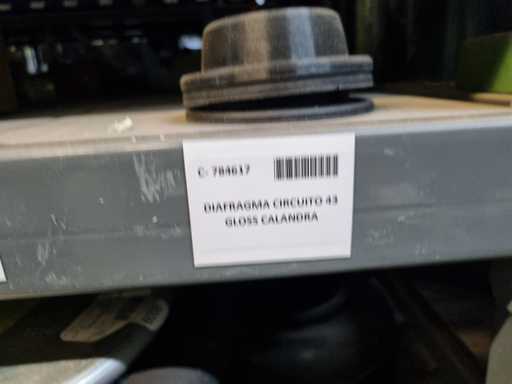 C- 784617
DIAFRAGMA CIRCUITO 43
GLOSS CALANDRA